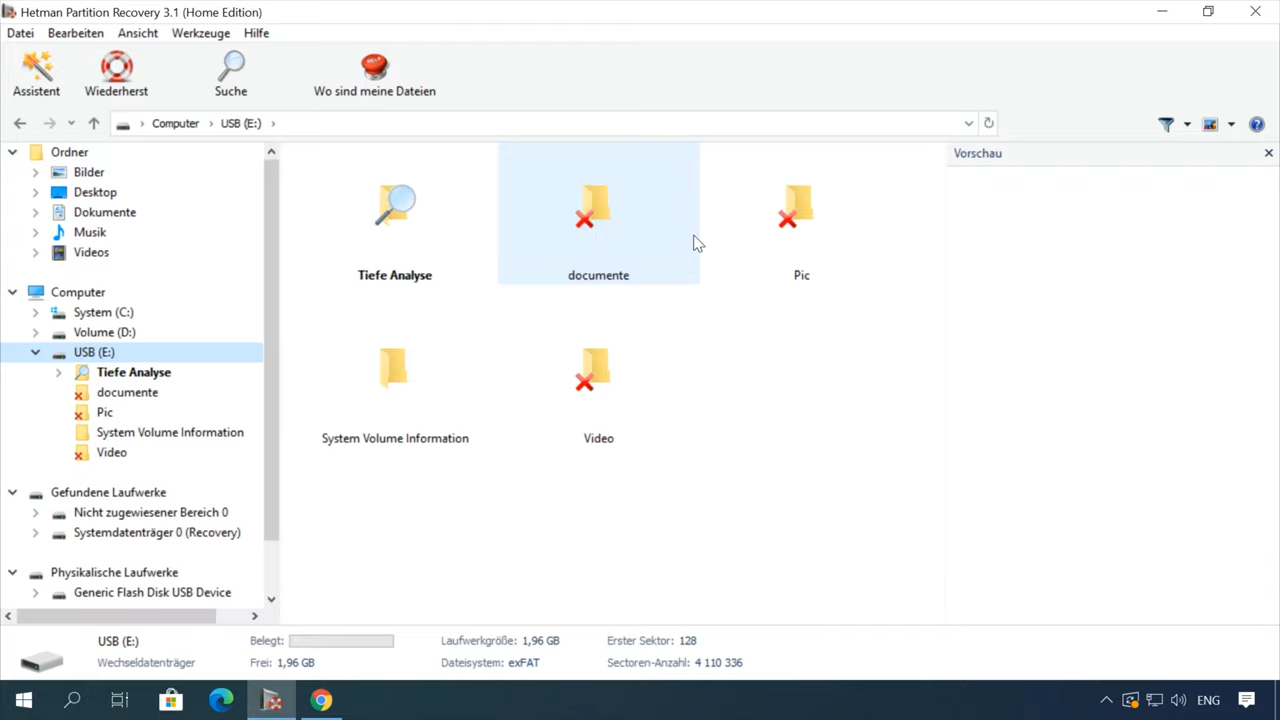 Hetman Partition Recovery 3.1 (Home Edition)
Datei Bearbeiten Ansicht Werkzeuge Hilfe
Assistent Wiederherst Suche Wo sind meine Dateien
Computer USB (E:)
Ordner
Bilder
Desktop
Dokumente
Musik
Videos
Computer
System (C:)
Volume (D:)
USB (E:)
Tiefe Analyse
documente
Pic
System Volume Information
Video
Gefundene Laufwerke
Nicht zugewiesener Bereich 0
Systemdatenträger 0 (Recovery)
Physikalische Laufwerke
Generic Flash Disk USB Device
Tiefe Analyse documente Pic
System Volume Information Video
Vorschau
USB (E:) Belegt: Laufwerkgröße: 1,96 GB Erster Sektor: 128
Wechseldatenträger Frei: 1,96 GB Dateisystem: exFAT Sectoren-Anzahl: 4 110 336
ENG